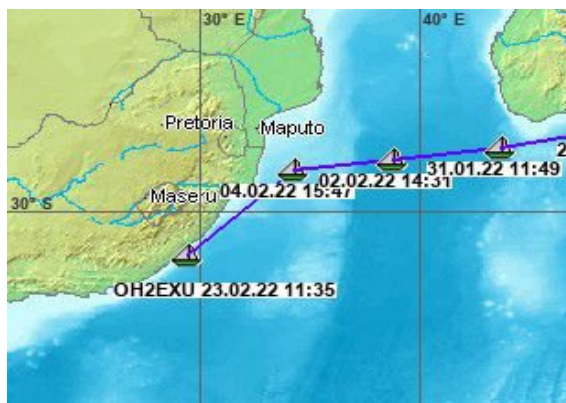 30° E
40° E
Pretoria
Maputo
31.01.22 11:49
2
02.02.22 14:31
04.02.22 15:47
Maseru
30° S
OH2EXU 23.02.22 11:35